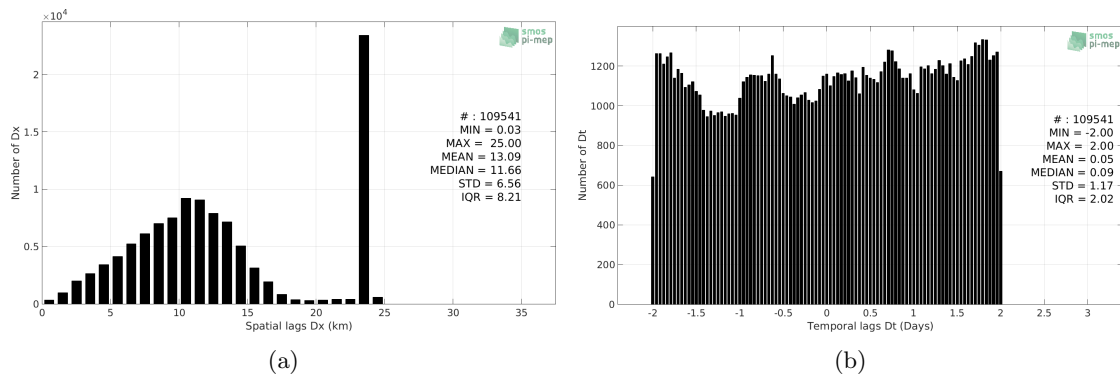 ×10⁴
smos
pi-mep
2
1.5
1
0.5
0
Number of Dx
# : 109541
MIN = 0.03
MAX = 25.00
MEAN = 13.09
MEDIAN = 11.66
STD = 6.56
IQR = 8.21
0 5 10 15 20 25 30 35
Spatial lags Dx (km)
(a)
smos
pi-mep
1200
1000
800
600
400
200
0
Number of Dt
# : 109541
MIN = -2.00
MAX = 2.00
MEAN = 0.05
MEDIAN = 0.09
STD = 1.17
IQR = 2.02
-2 -1.5 -1 -0.5 0 0.5 1 1.5 2 2.5 3
Temporal lags Dt (Days)
(b)